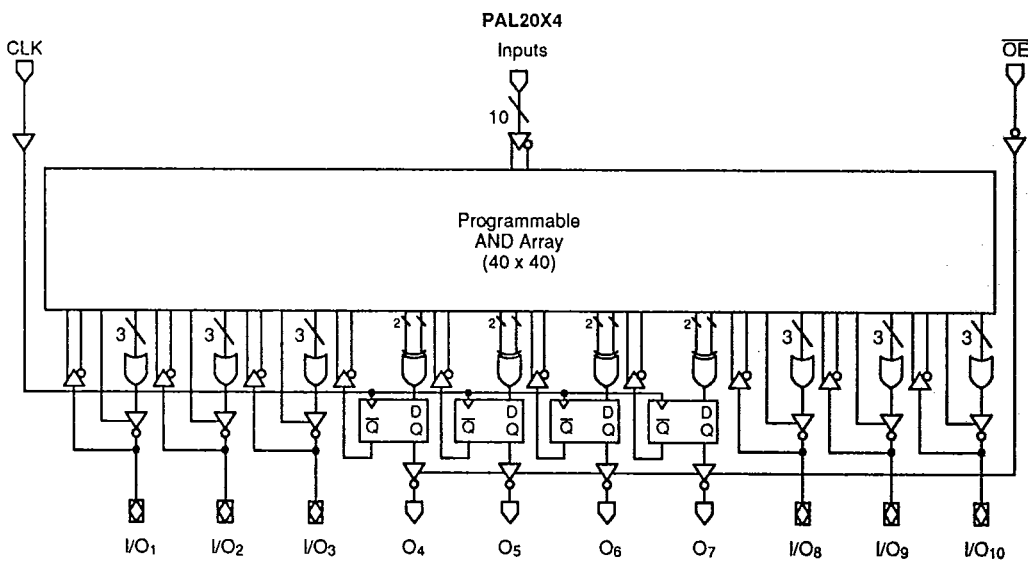 PAL20X4
CLK
Inputs
O̅E̅
10
Programmable
AND Array
(40 x 40)
3 3 3 2 2 2 2 3 3 3
D D D D
Q̅ Q Q̅ Q Q̅ Q Q̅ Q
I/O₁ I/O₂ I/O₃ O₄ O₅ O₆ O₇ I/O₈ I/O₉ I/O₁₀